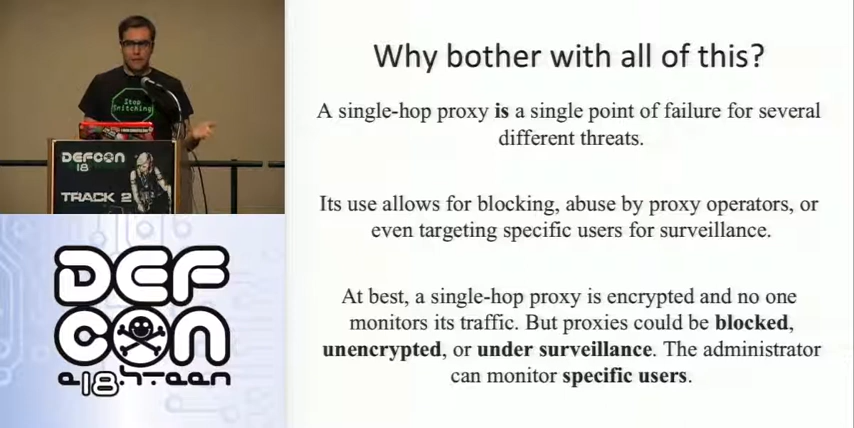 Why bother with all of this?
A single-hop proxy is a single point of failure for several
different threats.
Its use allows for blocking, abuse by proxy operators, or
even targeting specific users for surveillance.
At best, a single-hop proxy is encrypted and no one
monitors its traffic. But proxies could be blocked,
unencrypted, or under surveillance. The administrator
can monitor specific users.
Stop
Snitching
DEFCON
18
TRACK 2
DEF
CON
e18hteen